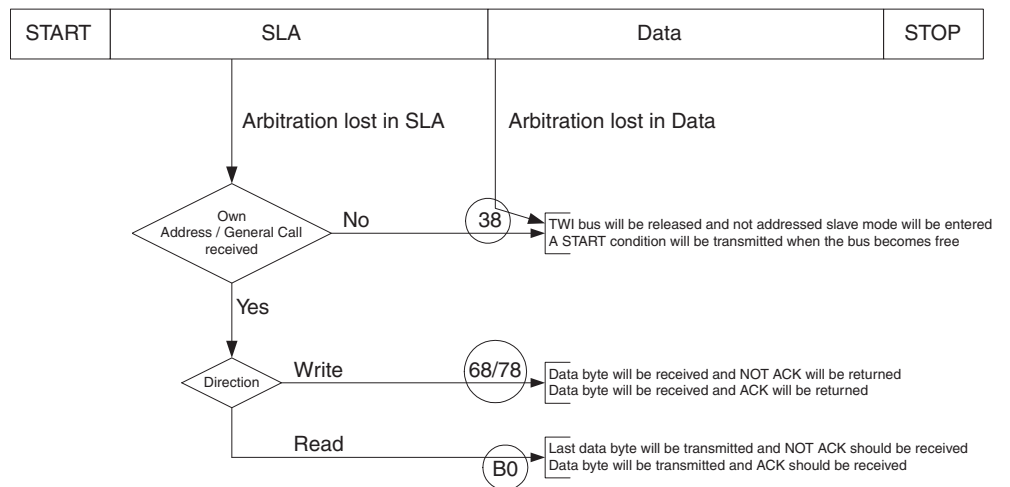 START SLA Data STOP
Arbitration lost in SLA Arbitration lost in Data
Own
Address / General Call
received
No
38
TWI bus will be released and not addressed slave mode will be entered
A START condition will be transmitted when the bus becomes free
Yes
Direction
Write
68/78
Data byte will be received and NOT ACK will be returned
Data byte will be received and ACK will be returned
Read
B0
Last data byte will be transmitted and NOT ACK should be received
Data byte will be transmitted and ACK should be received